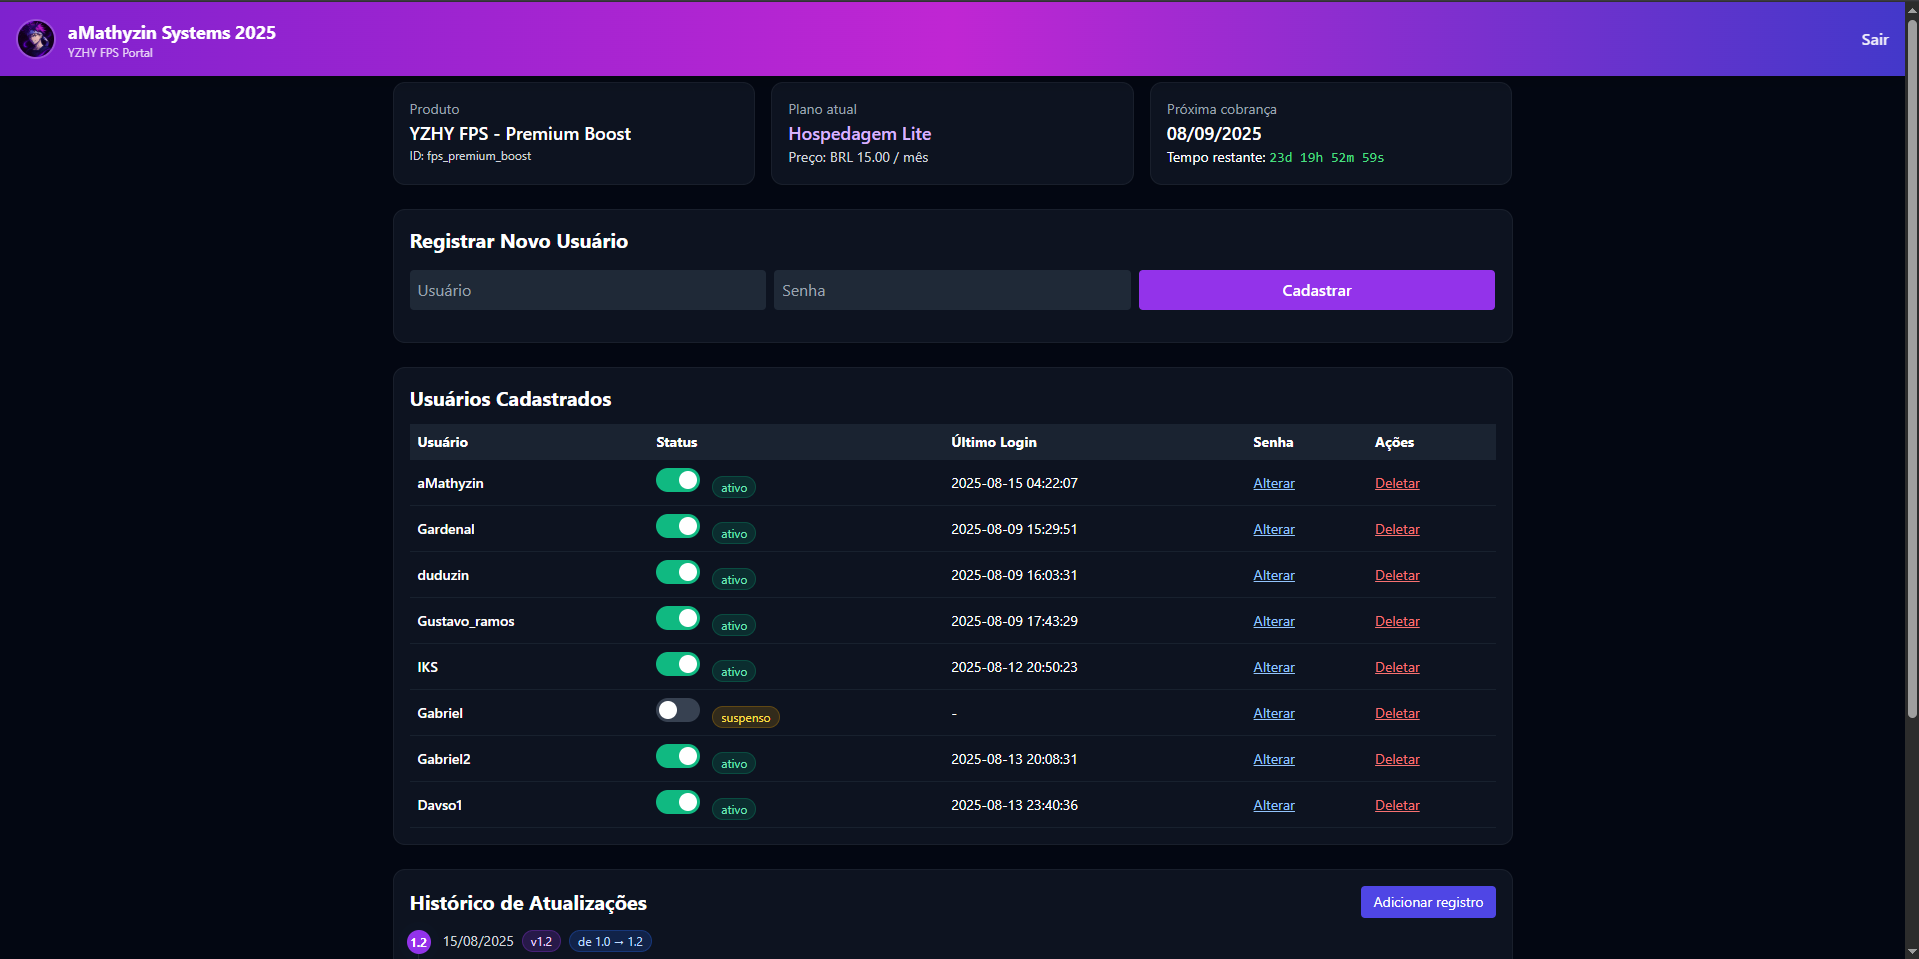 aMathyzin Systems 2025
YZHY FPS Portal
Sair
Produto
YZHY FPS - Premium Boost
ID: fps_premium_boost
Plano atual
Hospedagem Lite
Preço: BRL 15.00 / mês
Próxima cobrança
08/09/2025
Tempo restante: 23d 19h 52m 59s
Registrar Novo Usuário
Usuário
Senha
Cadastrar
Usuários Cadastrados
Usuário Status Último Login Senha Ações
aMathyzin ativo 2025-08-15 04:22:07 Alterar Deletar
Gardenal ativo 2025-08-09 15:29:51 Alterar Deletar
duduzin ativo 2025-08-09 16:03:31 Alterar Deletar
Gustavo_ramos ativo 2025-08-09 17:43:29 Alterar Deletar
IKS ativo 2025-08-12 20:50:23 Alterar Deletar
Gabriel suspenso - Alterar Deletar
Gabriel2 ativo 2025-08-13 20:08:31 Alterar Deletar
Davso1 ativo 2025-08-13 23:40:36 Alterar Deletar
Histórico de Atualizações
Adicionar registro
1.2 15/08/2025 v1.2 de 1.0 → 1.2